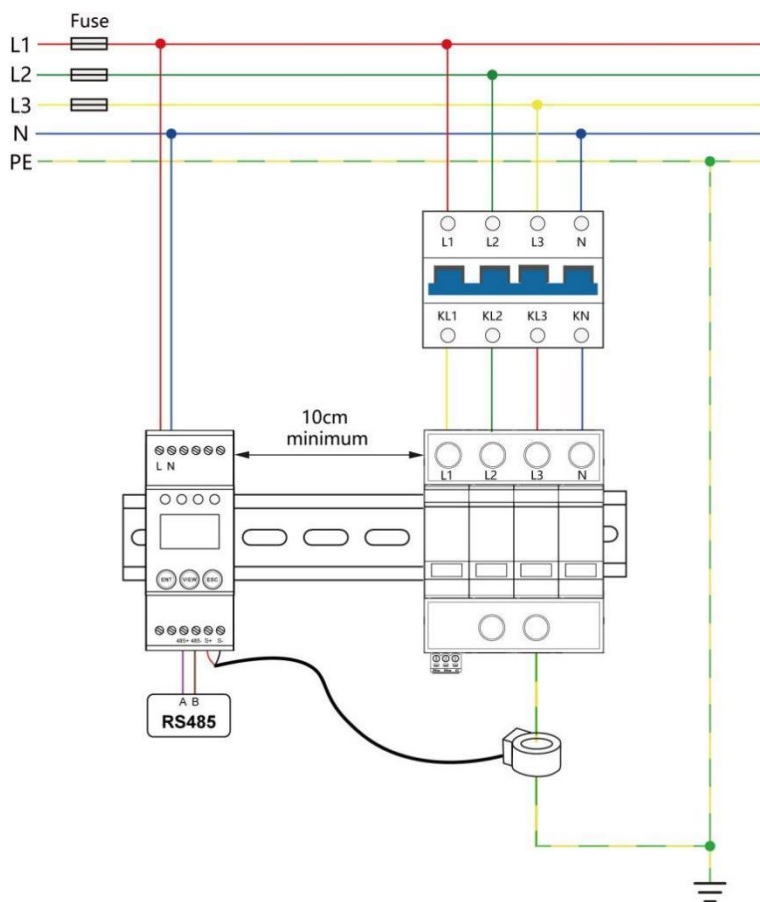 Fuse
L1
L2
L3
N
PE
L1 L2 L3 N
KL1 KL2 KL3 KN
10cm
minimum
L N
L1 L2 L3 N
ENT VIEW ESC
485+ 485- S+ S-
A B
RS485